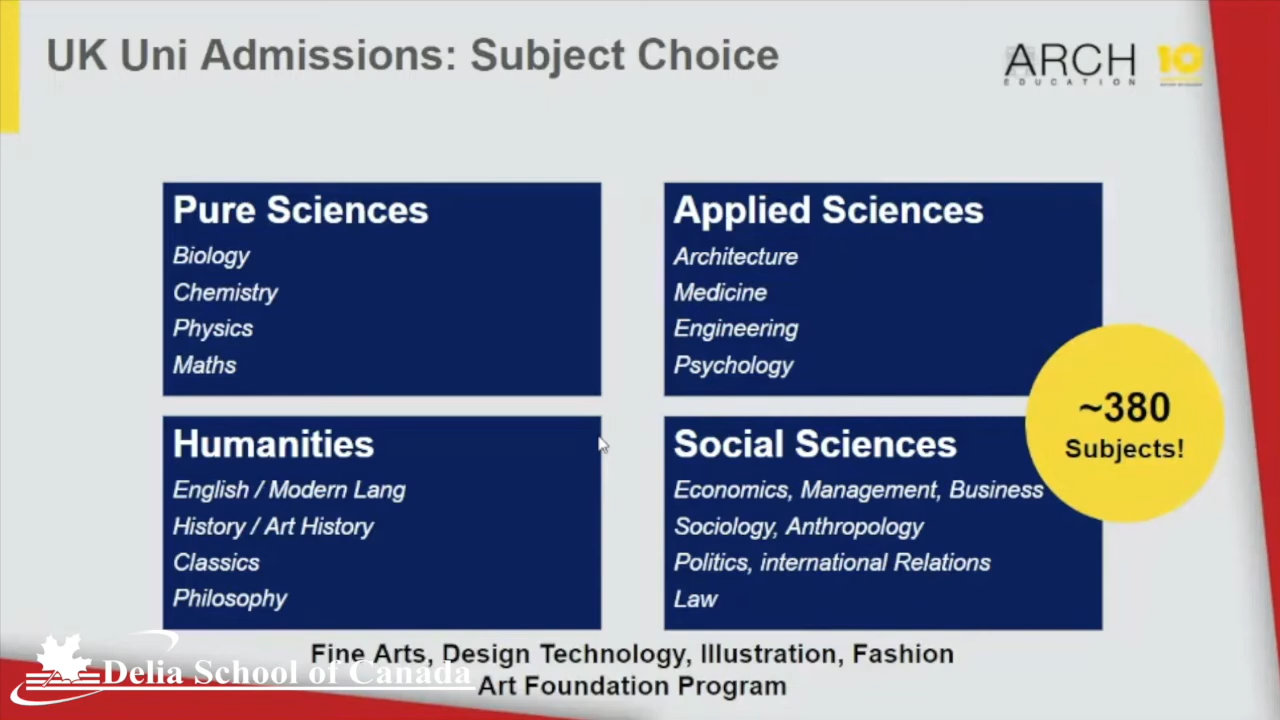 UK Uni Admissions: Subject Choice
ARCH
EDUCATION
10
Pure Sciences
Biology
Chemistry
Physics
Maths
Applied Sciences
Architecture
Medicine
Engineering
Psychology
~380
Subjects!
Humanities
English / Modern Lang
History / Art History
Classics
Philosophy
Social Sciences
Economics, Management, Business
Sociology, Anthropology
Politics, international Relations
Law
Fine Arts, Design Technology, Illustration, Fashion
Art Foundation Program
Delia School of Canada